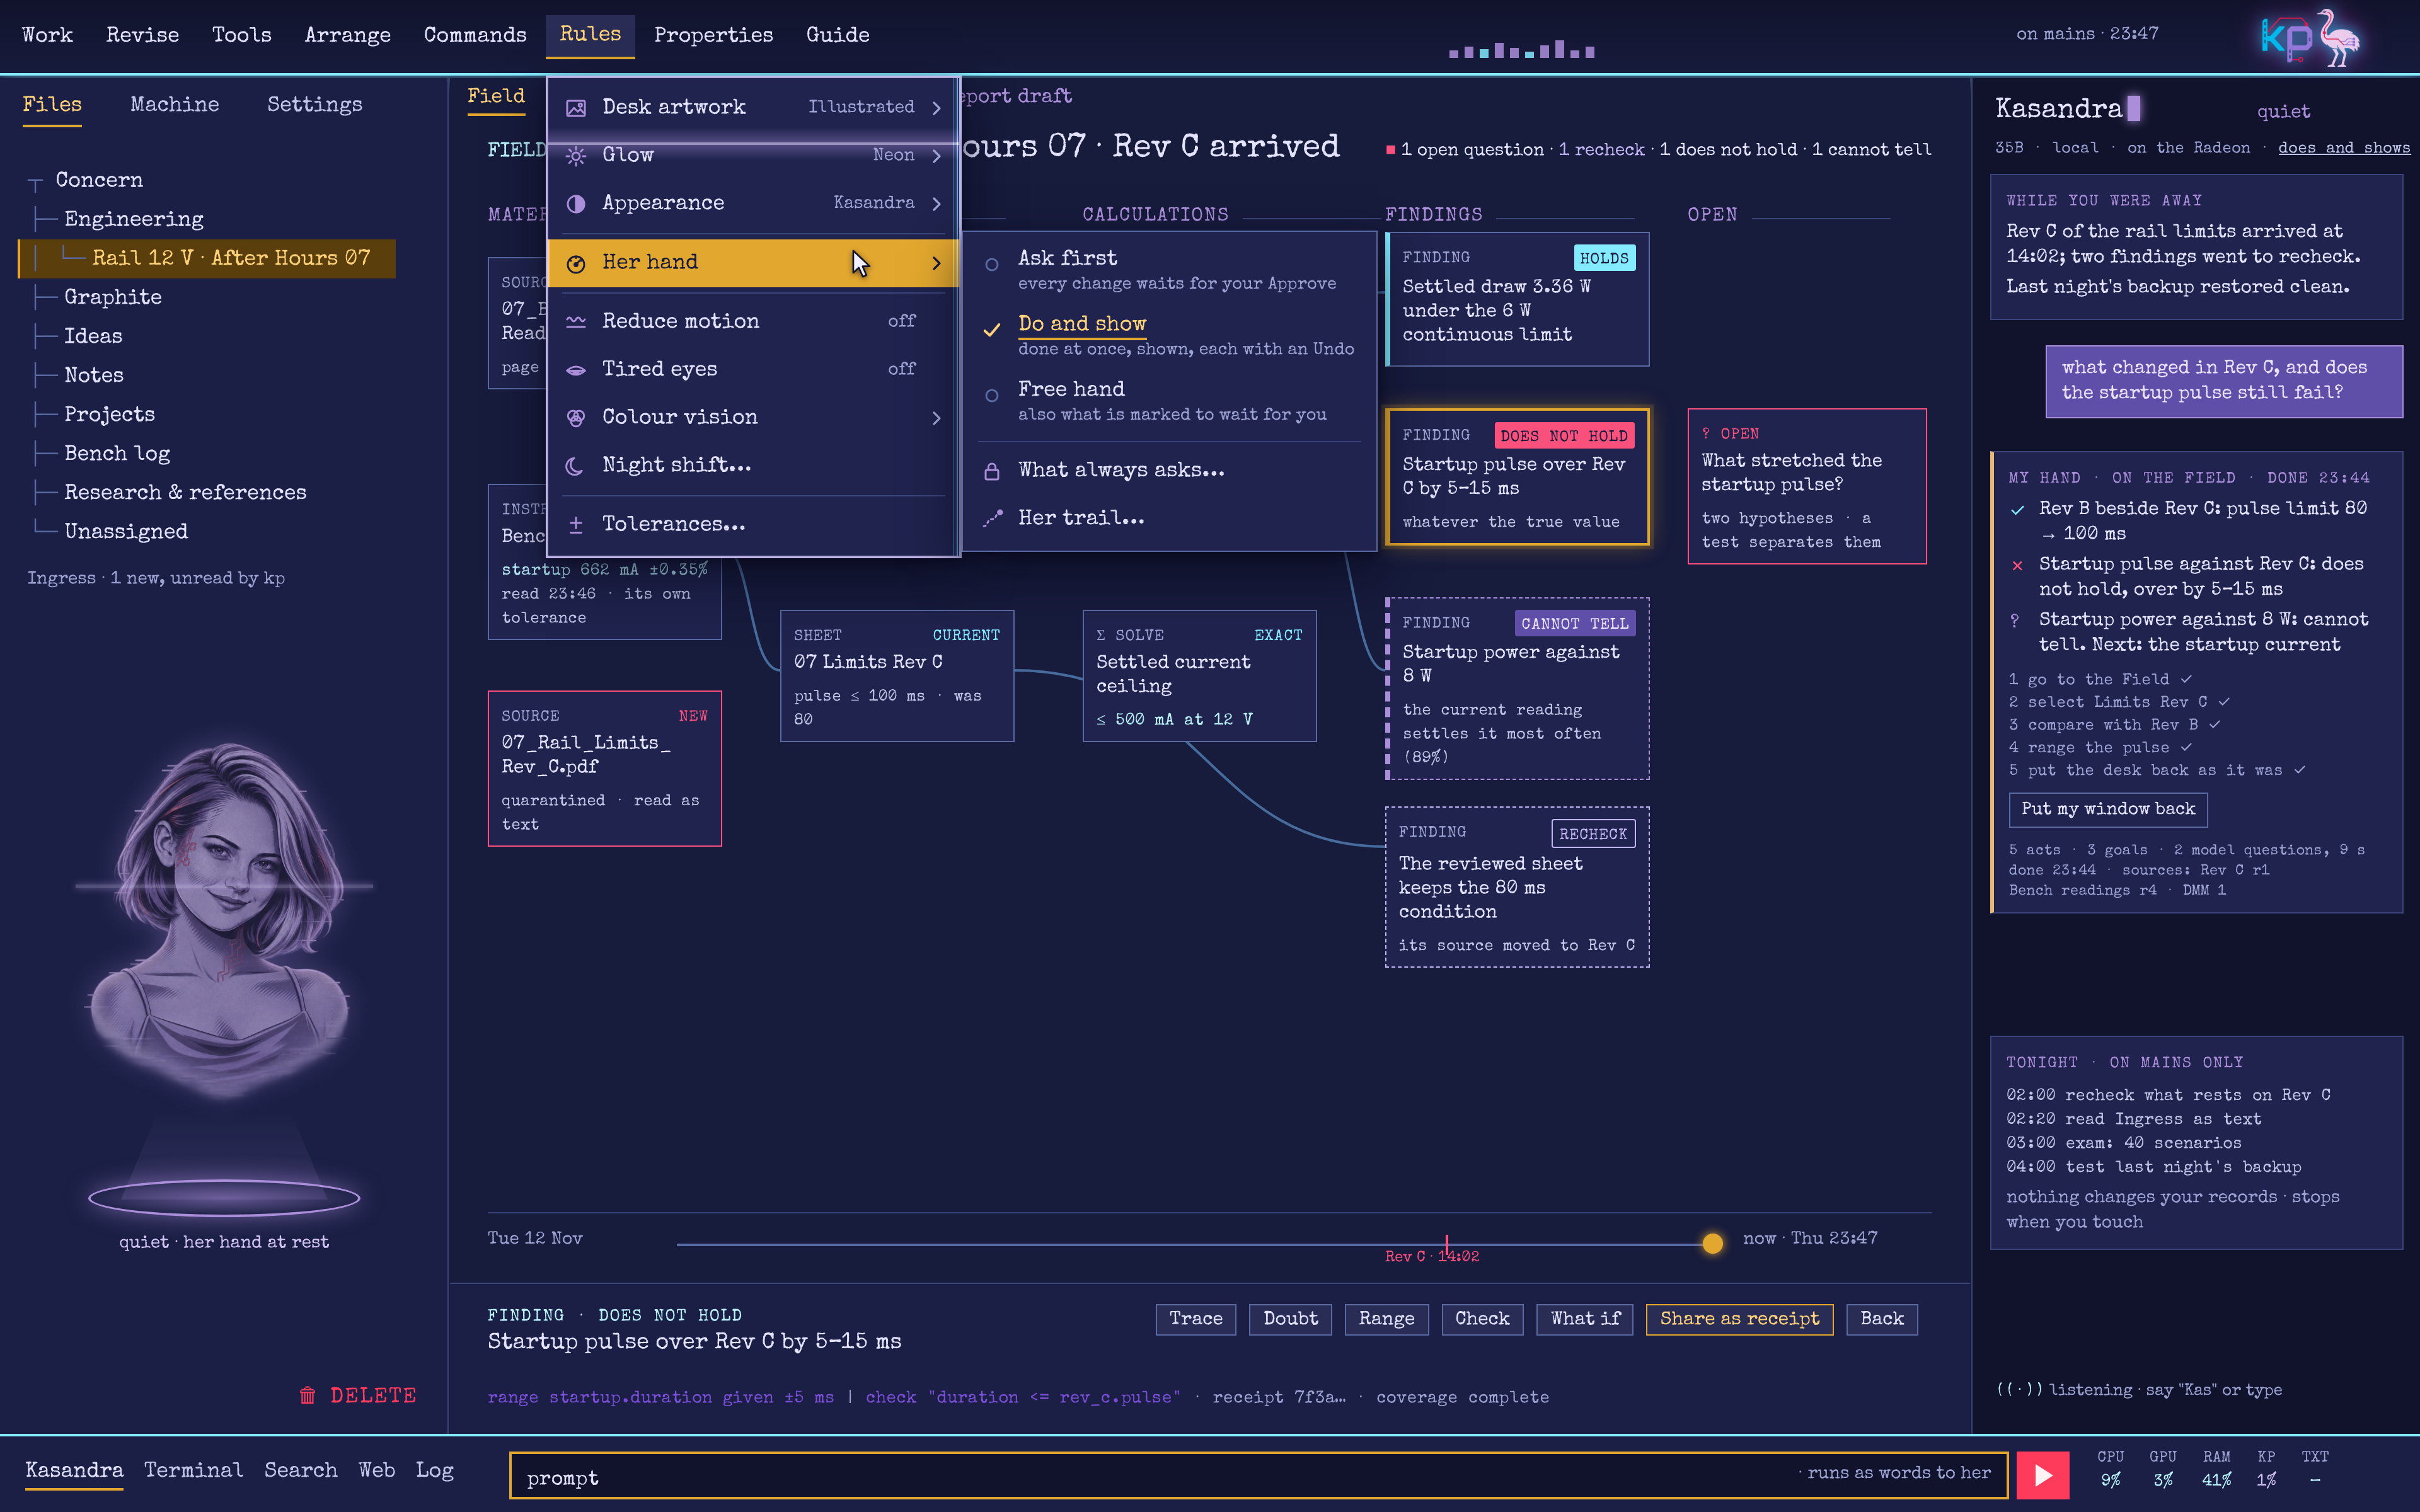 Work Revise Tools Arrange Commands Rules Properties Guide
on mains · 23:47
kp
Files Machine Settings
Concern
Engineering
Rail 12 V · After Hours 07
Graphite
Ideas
Notes
Projects
Bench log
Research & references
Unassigned
Ingress · 1 new, unread by kp
quiet · her hand at rest
DELETE
Field
eport draft
FIELD
ours 07 · Rev C arrived
1 open question · 1 recheck · 1 does not hold · 1 cannot tell
Desk artwork Illustrated
Glow Neon
Appearance Kasandra
Her hand
Reduce motion off
Tired eyes off
Colour vision
Night shift…
Tolerances…
Ask first
every change waits for your Approve
Do and show
done at once, shown, each with an Undo
Free hand
also what is marked to wait for you
What always asks…
Her trail…
MATER
CALCULATIONS
FINDINGS
OPEN
SOURC
07_R
Read
page
INSTR
Benc
startup 662 mA ±0.35%
read 23:46 · its own
tolerance
SOURCE NEW
07_Rail_Limits_
Rev_C.pdf
quarantined · read as
text
SHEET CURRENT
07 Limits Rev C
pulse ≤ 100 ms · was
80
Σ SOLVE EXACT
Settled current
ceiling
≤ 500 mA at 12 V
FINDING HOLDS
Settled draw 3.36 W
under the 6 W
continuous limit
FINDING DOES NOT HOLD
Startup pulse over Rev
C by 5–15 ms
whatever the true value
FINDING CANNOT TELL
Startup power against
8 W
the current reading
settles it most often
(89%)
FINDING RECHECK
The reviewed sheet
keeps the 80 ms
condition
its source moved to Rev C
? OPEN
What stretched the
startup pulse?
two hypotheses · a
test separates them
Tue 12 Nov
Rev C · 14:02
now · Thu 23:47
FINDING · DOES NOT HOLD
Startup pulse over Rev C by 5–15 ms
Trace Doubt Range Check What if Share as receipt Back
range startup.duration given ±5 ms | check "duration <= rev_c.pulse" · receipt 7f3a… · coverage complete
Kasandra
quiet
35B · local · on the Radeon · does and shows
WHILE YOU WERE AWAY
Rev C of the rail limits arrived at
14:02; two findings went to recheck.
Last night's backup restored clean.
what changed in Rev C, and does
the startup pulse still fail?
MY HAND · ON THE FIELD · DONE 23:44
Rev B beside Rev C: pulse limit 80
→ 100 ms
Startup pulse against Rev C: does
not hold, over by 5–15 ms
? Startup power against 8 W: cannot
tell. Next: the startup current
1 go to the Field ✓
2 select Limits Rev C ✓
3 compare with Rev B ✓
4 range the pulse ✓
5 put the desk back as it was ✓
Put my window back
5 acts · 3 goals · 2 model questions, 9 s
done 23:44 · sources: Rev C r1
Bench readings r4 · DMM 1
TONIGHT · ON MAINS ONLY
02:00 recheck what rests on Rev C
02:20 read Ingress as text
03:00 exam: 40 scenarios
04:00 test last night's backup
nothing changes your records · stops
when you touch
((·)) listening · say "Kas" or type
Kasandra Terminal Search Web Log
prompt
· runs as words to her
CPU GPU RAM KP TXT
9% 3% 41% 1% —